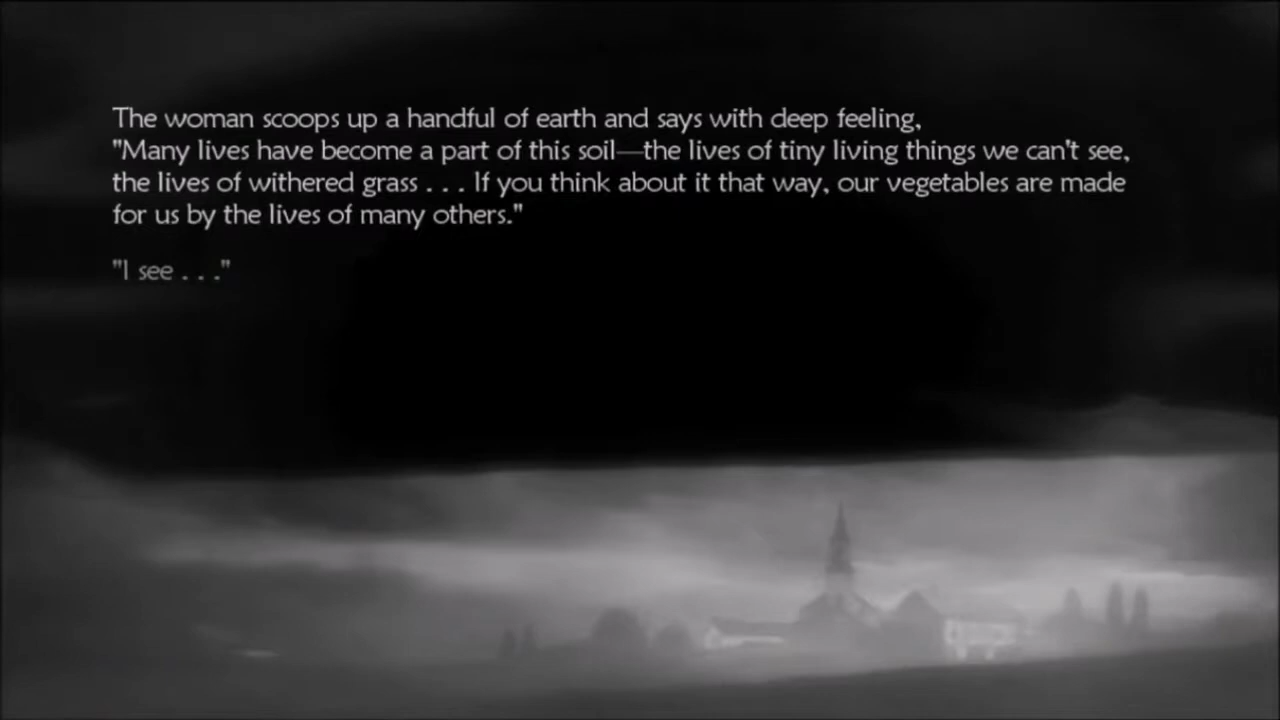 The woman scoops up a handful of earth and says with deep feeling,
"Many lives have become a part of this soil—the lives of tiny living things we can't see,
the lives of withered grass . . . If you think about it that way, our vegetables are made
for us by the lives of many others."
"I see . . ."